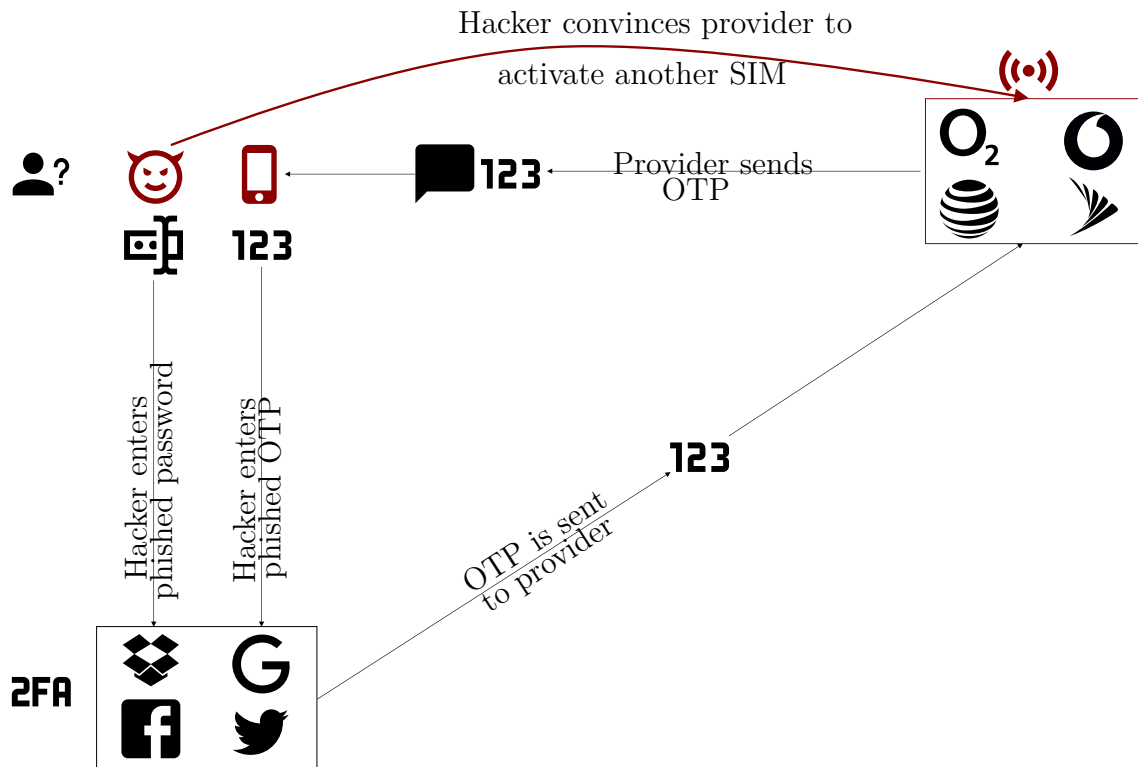 Hacker convinces provider to
activate another SIM
O2
?
123
Provider sends
OTP
123
Hacker enters
phished password
Hacker enters
phished OTP
123
OTP is sent
to provider
2FA